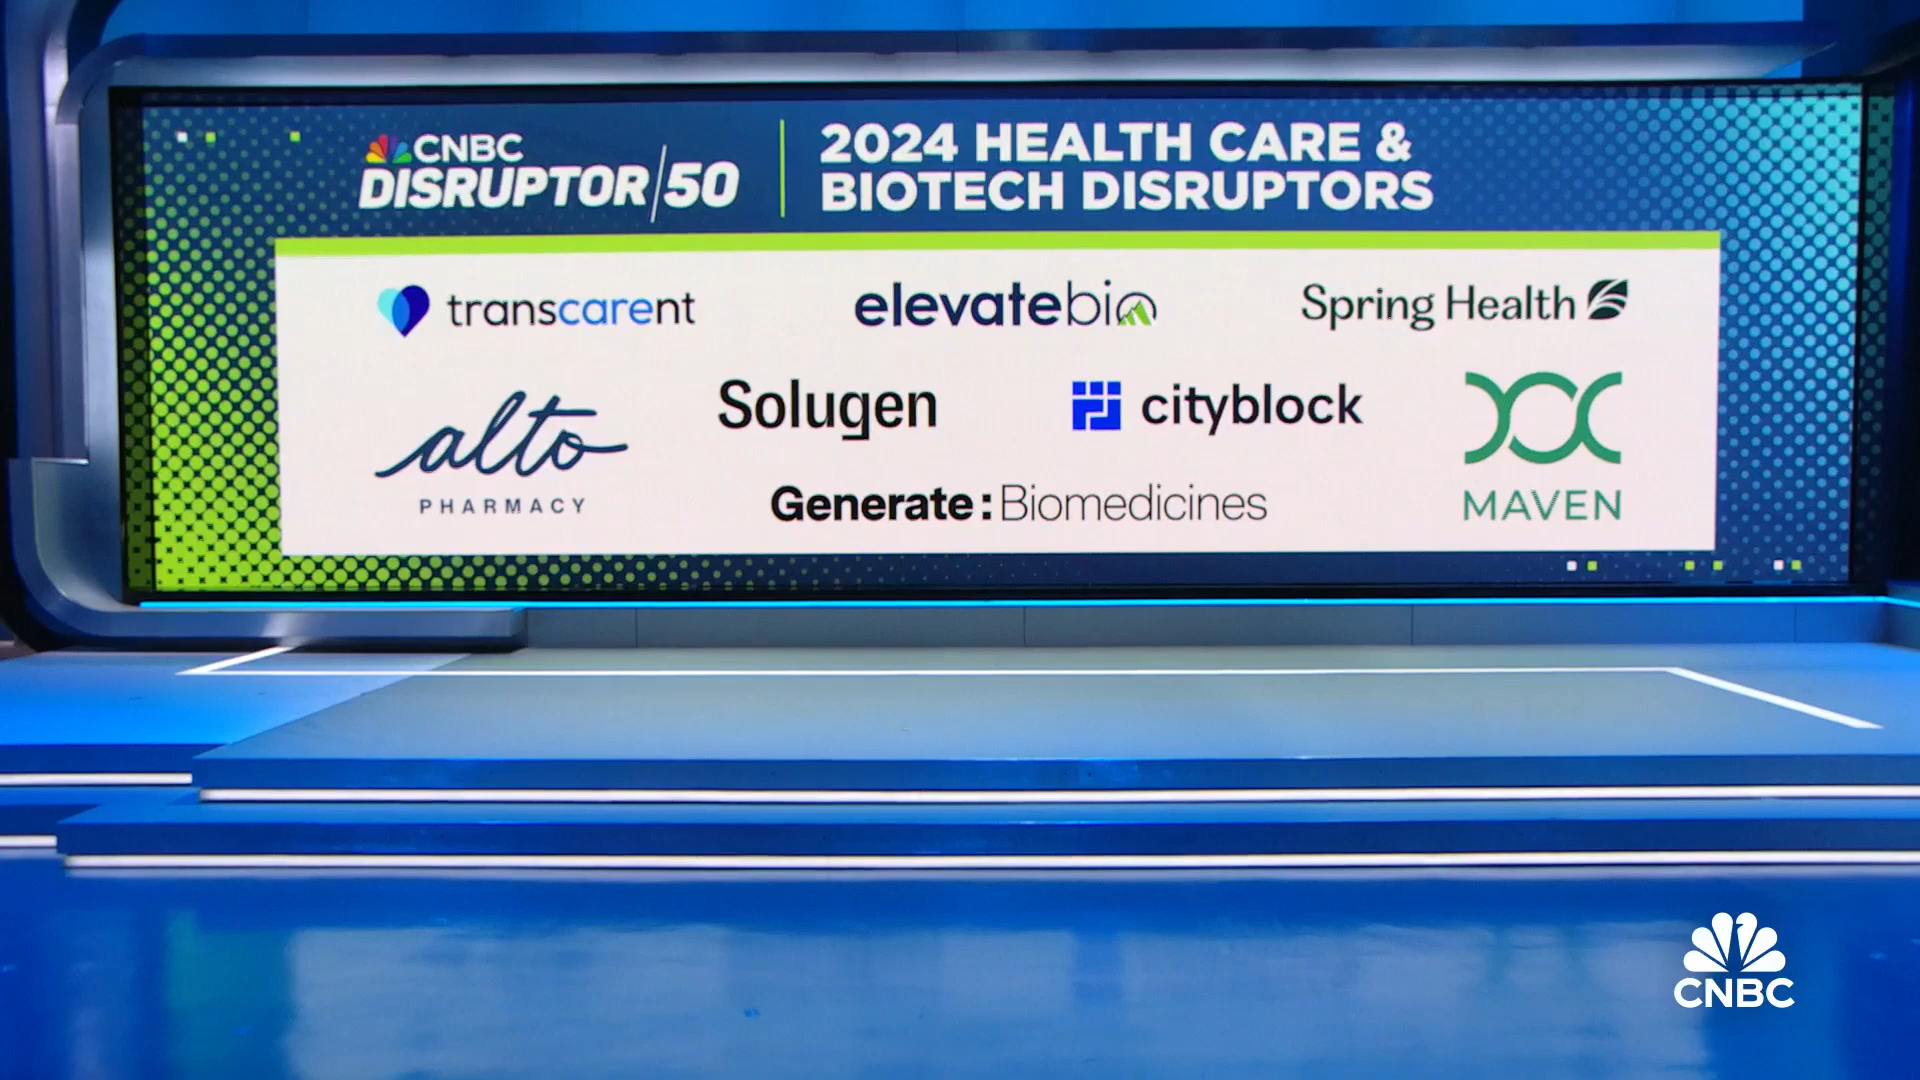 CNBC
DISRUPTOR/50
2024 HEALTH CARE &
BIOTECH DISRUPTORS
transcarent
elevatebio
Spring Health
alto
PHARMACY
Solugen
cityblock
MAVEN
Generate:Biomedicines
CNBC